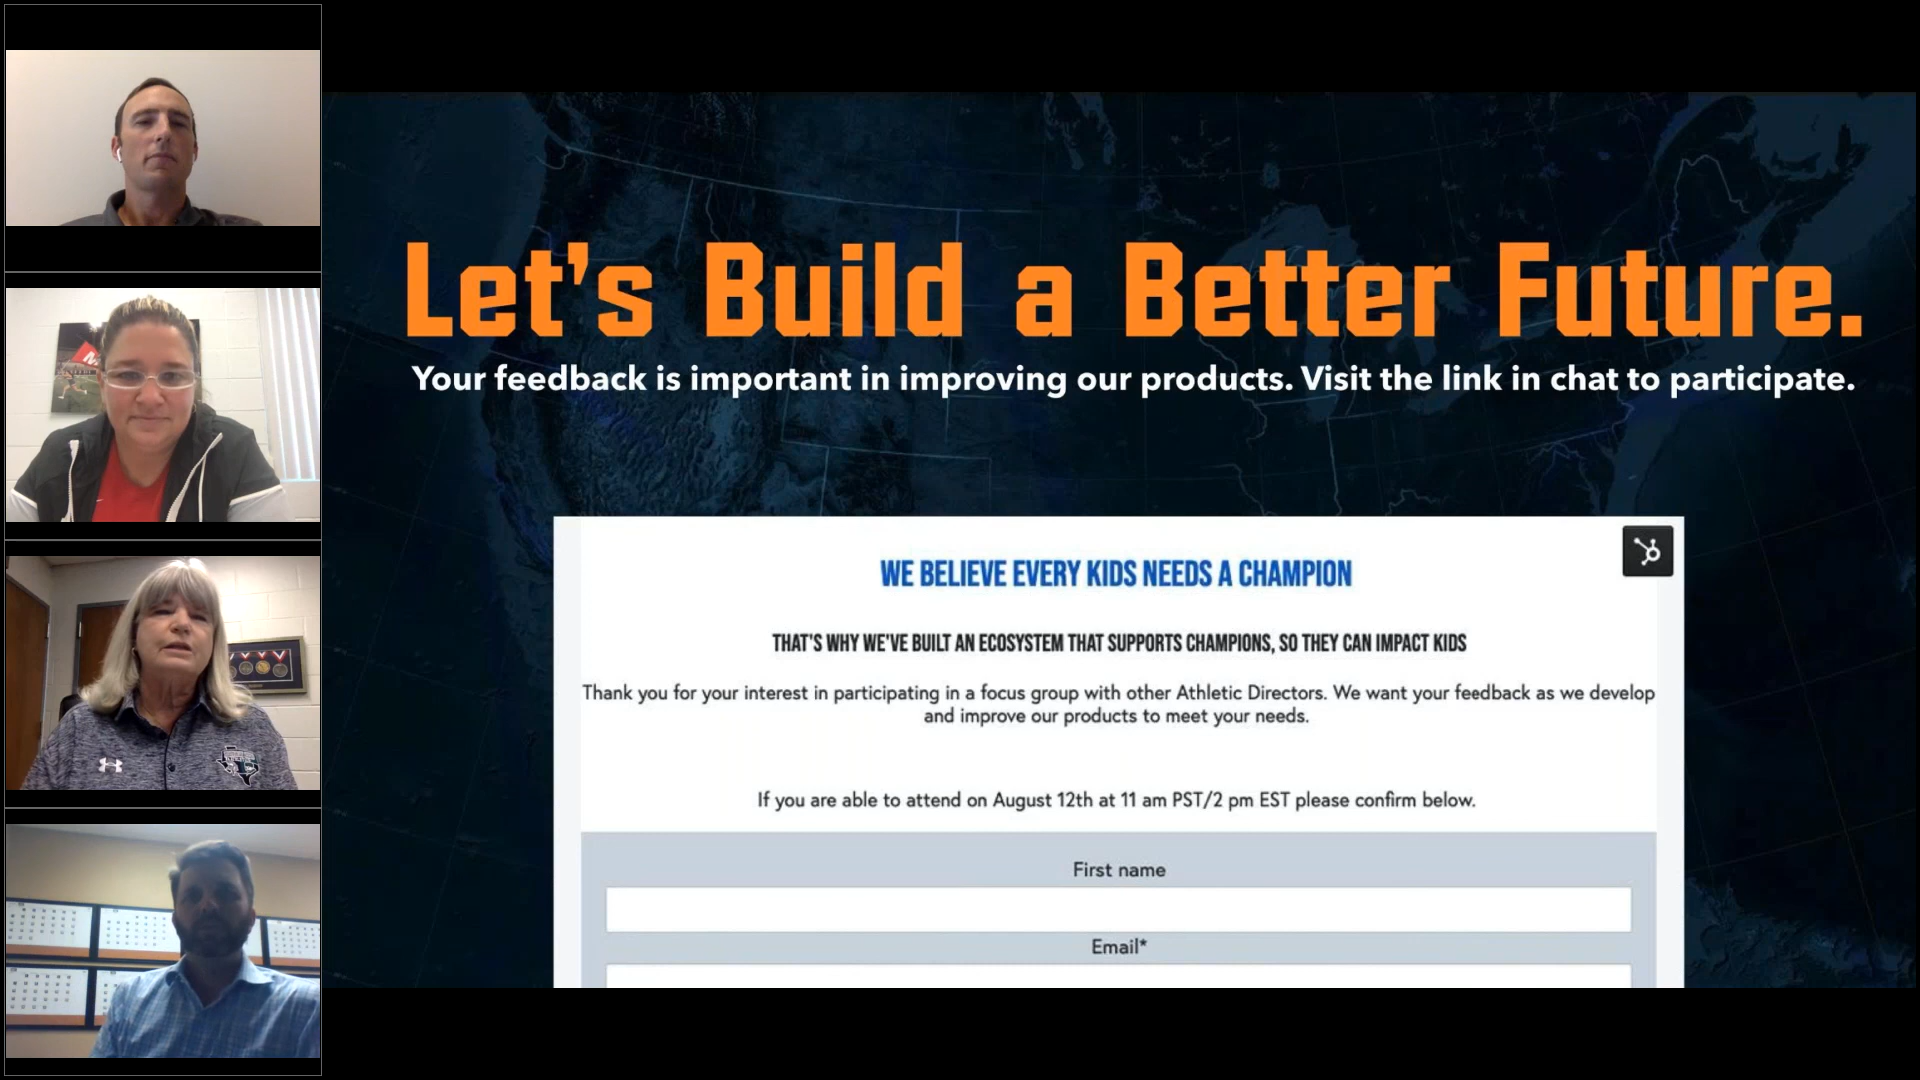 Let's Build a Better Future.
Your feedback is important in improving our products. Visit the link in chat to participate.
WE BELIEVE EVERY KIDS NEEDS A CHAMPION
THAT'S WHY WE'VE BUILT AN ECOSYSTEM THAT SUPPORTS CHAMPIONS, SO THEY CAN IMPACT KIDS
Thank you for your interest in participating in a focus group with other Athletic Directors. We want your feedback as we develop
and improve our products to meet your needs.
If you are able to attend on August 12th at 11 am PST/2 pm EST please confirm below.
First name
Email*